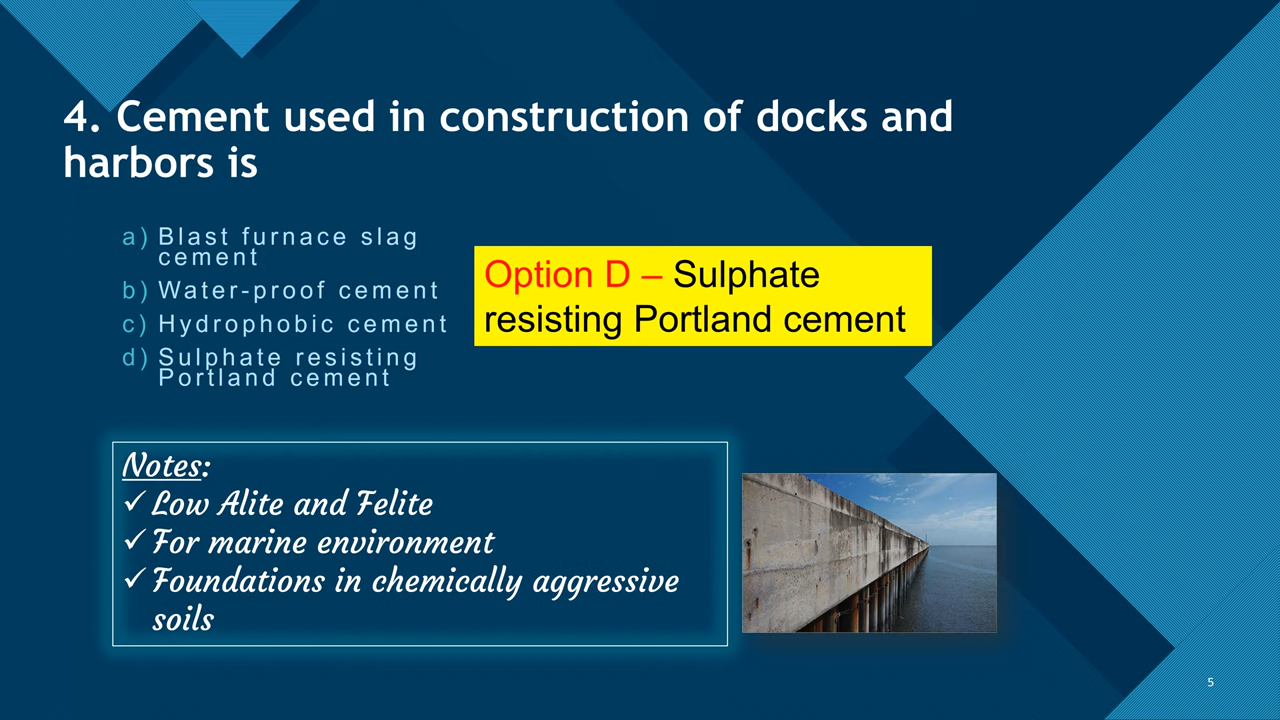 4. Cement used in construction of docks and
harbors is
a) Blast furnace slag
cement
b) Water-proof cement
c) Hydrophobic cement
d) Sulphate resisting
Portland cement
Option D – Sulphate
resisting Portland cement
Notes:
✓ Low Alite and Felite
✓ For marine environment
✓ Foundations in chemically aggressive
soils
5